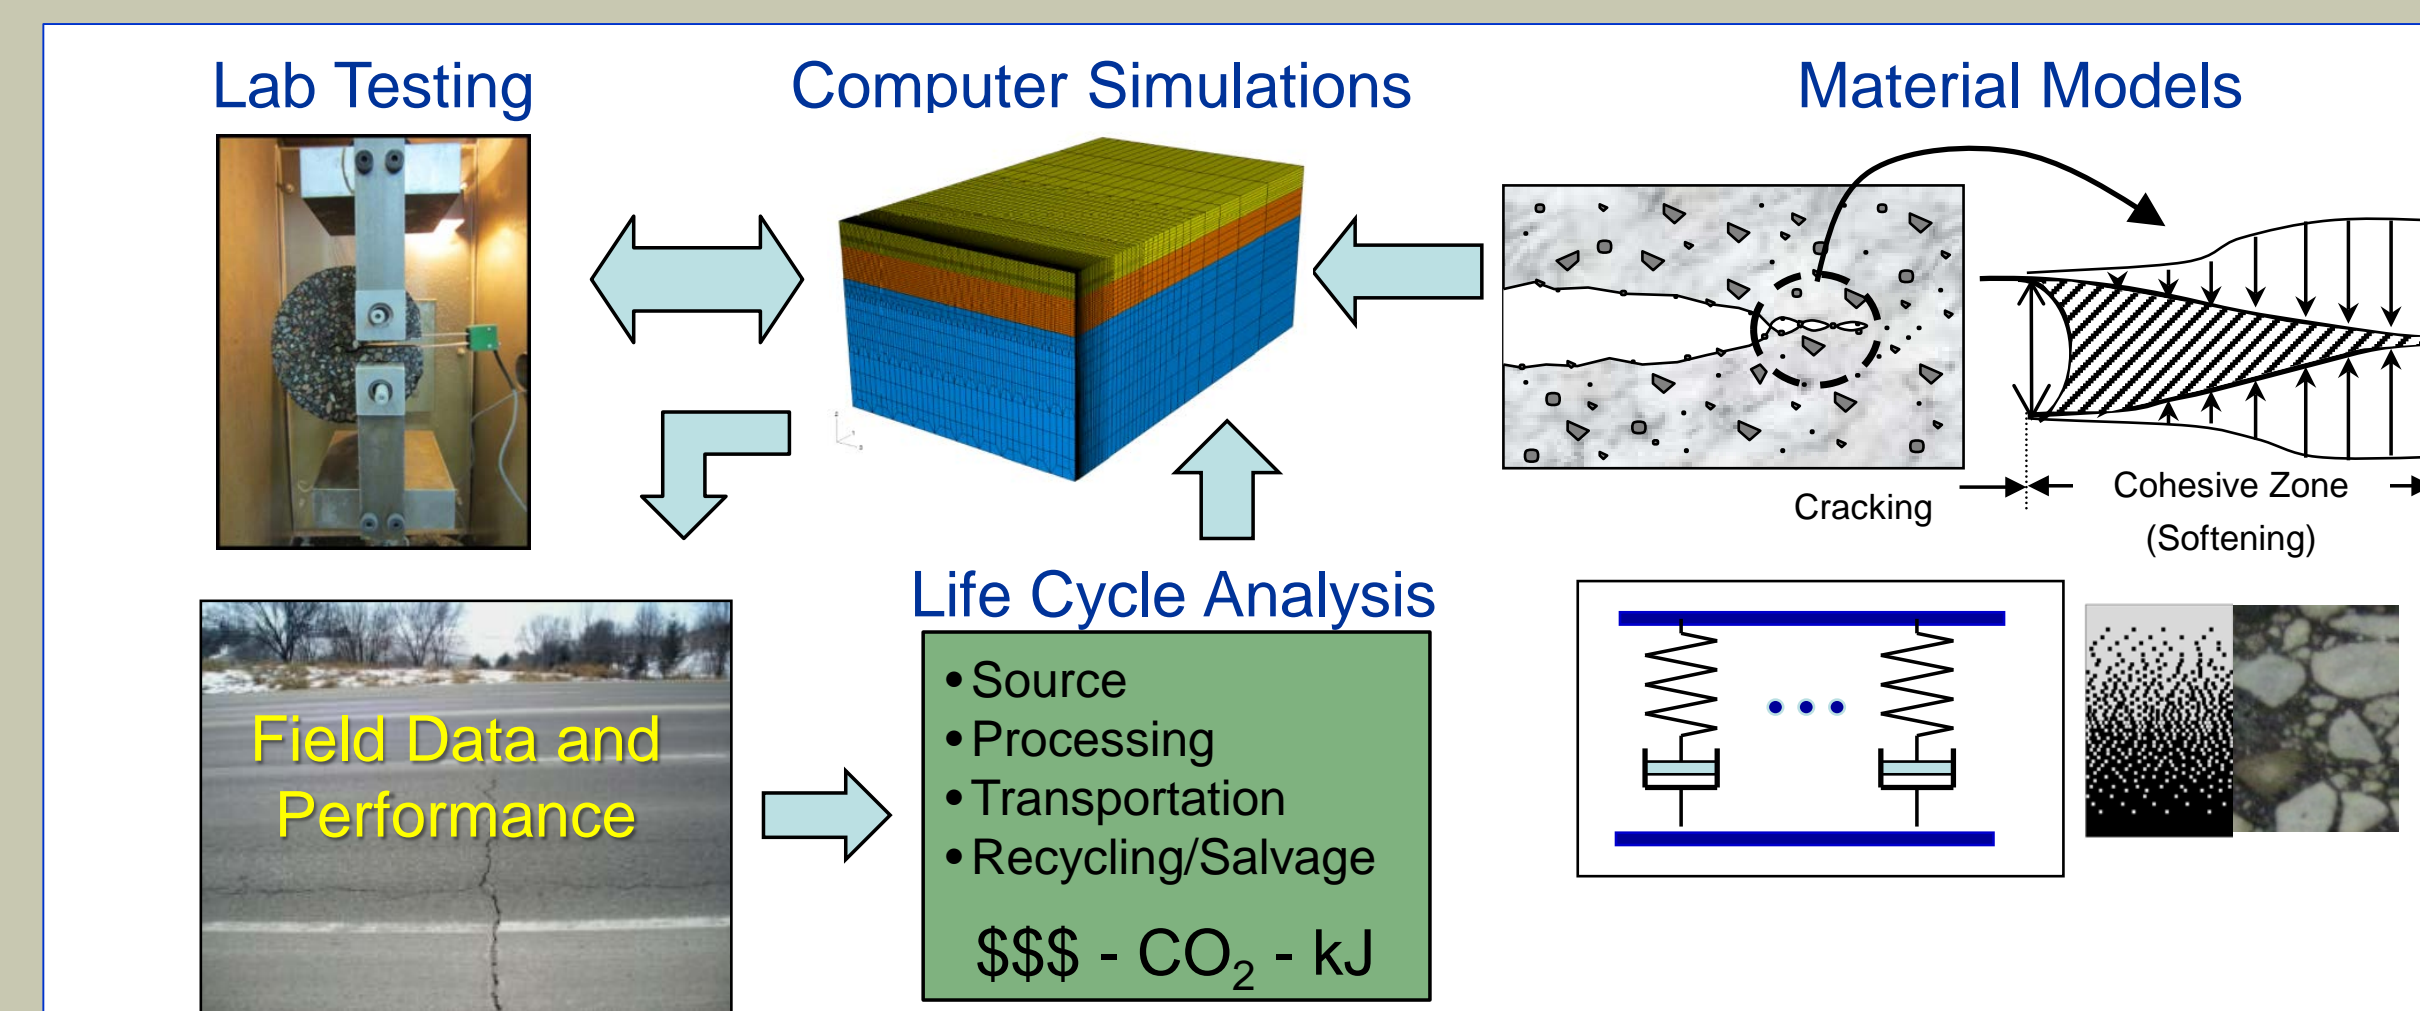 Lab Testing
Computer Simulations
Material Models
Cracking
Cohesive Zone
(Softening)
Field Data and
Performance
Life Cycle Analysis
•Source
•Processing
•Transportation
•Recycling/Salvage
$$$ - CO₂ - kJ